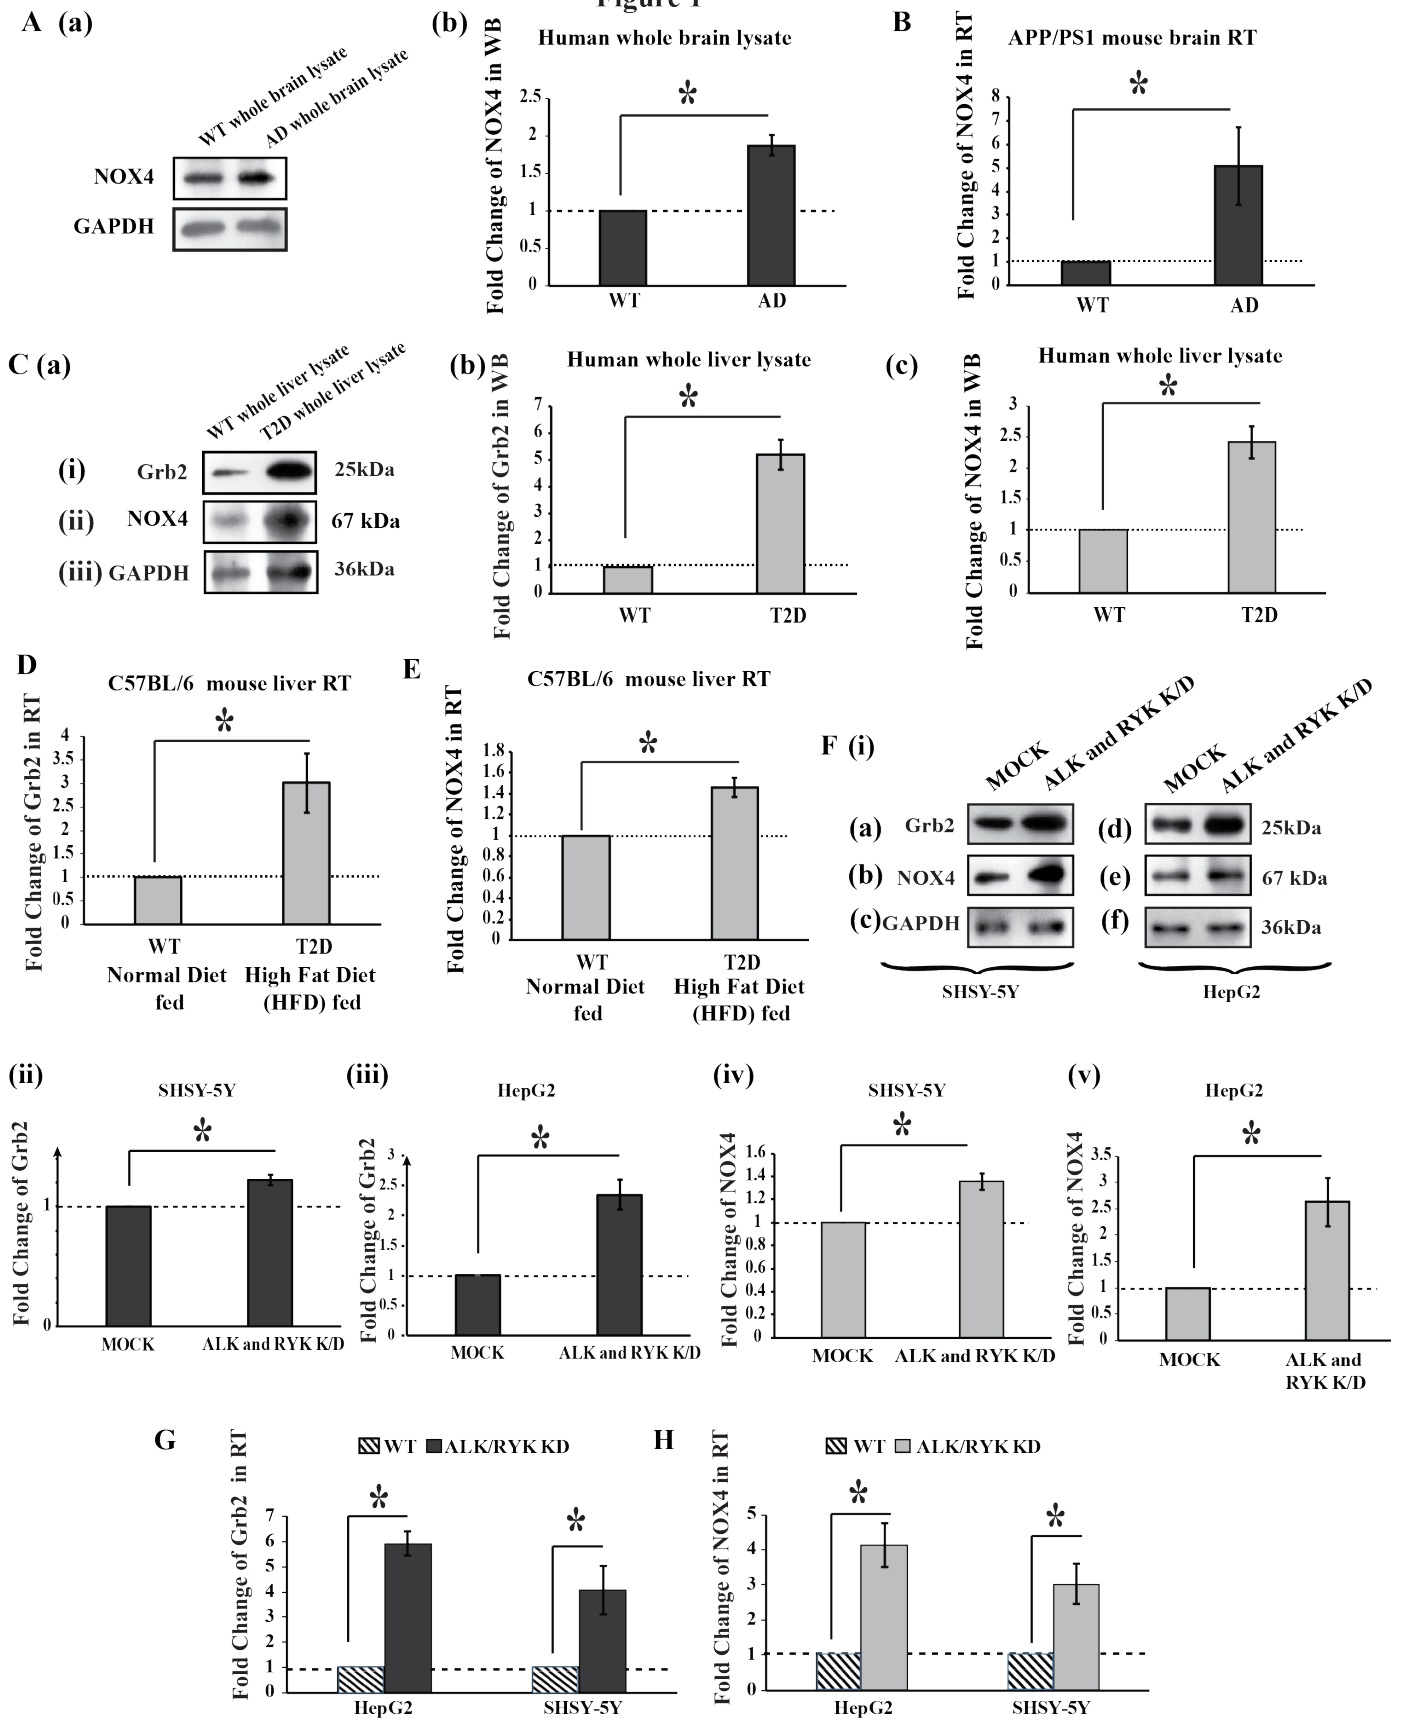 Figure 1
A (a)
WT whole brain lysate
AD whole brain lysate
NOX4
GAPDH
(b)
Human whole brain lysate
Fold Change of NOX4 in WB
2.5
2
1.5
1
0.5
0
*
WT
AD
B
APP/PS1 mouse brain RT
Fold Change of NOX4 in RT
8
7
6
5
4
3
2
1
0
*
WT
AD
C (a)
WT whole liver lysate
T2D whole liver lysate
(i) Grb2 25kDa
(ii) NOX4 67 kDa
(iii) GAPDH 36kDa
(b)
Human whole liver lysate
Fold Change of Grb2 in WB
7
6
5
4
3
2
1
0
*
WT
T2D
(c)
Human whole liver lysate
Fold Change of NOX4 in WB
3
2.5
2
1.5
1
0.5
0
*
WT
T2D
D
C57BL/6 mouse liver RT
Fold Change of Grb2 in RT
4
3.5
3
2.5
2
1.5
1
0.5
0
*
WT
Normal Diet
fed
T2D
High Fat Diet
(HFD) fed
E
C57BL/6 mouse liver RT
Fold Change of NOX4 in RT
1.8
1.6
1.4
1.2
1
0.8
0.6
0.4
0.2
0
*
WT
Normal Diet
fed
T2D
High Fat Diet
(HFD) fed
F (i)
MOCK
ALK and RYK K/D
MOCK
ALK and RYK K/D
(a) Grb2 (d) 25kDa
(b) NOX4 (e) 67 kDa
(c) GAPDH (f) 36kDa
SHSY-5Y
HepG2
(ii)
SHSY-5Y
Fold Change of Grb2
1
0
*
MOCK
ALK and RYK K/D
(iii)
HepG2
Fold Change of Grb2
3
2.5
2
1.5
1
0.5
0
*
MOCK
ALK and RYK K/D
(iv)
SHSY-5Y
Fold Change of NOX4
1.6
1.4
1.2
1
0.8
0.6
0.4
0.2
0
*
MOCK
ALK and RYK K/D
(v)
HepG2
Fold Change of NOX4
3.5
3
2.5
2
1.5
1
0.5
0
*
MOCK
ALK and
RYK K/D
G
WT ALK/RYK KD
Fold Change of Grb2 in RT
7
6
5
4
3
2
1
0
*
*
HepG2
SHSY-5Y
H
WT ALK/RYK KD
Fold Change of NOX4 in RT
5
4
3
2
1
0
*
*
HepG2
SHSY-5Y